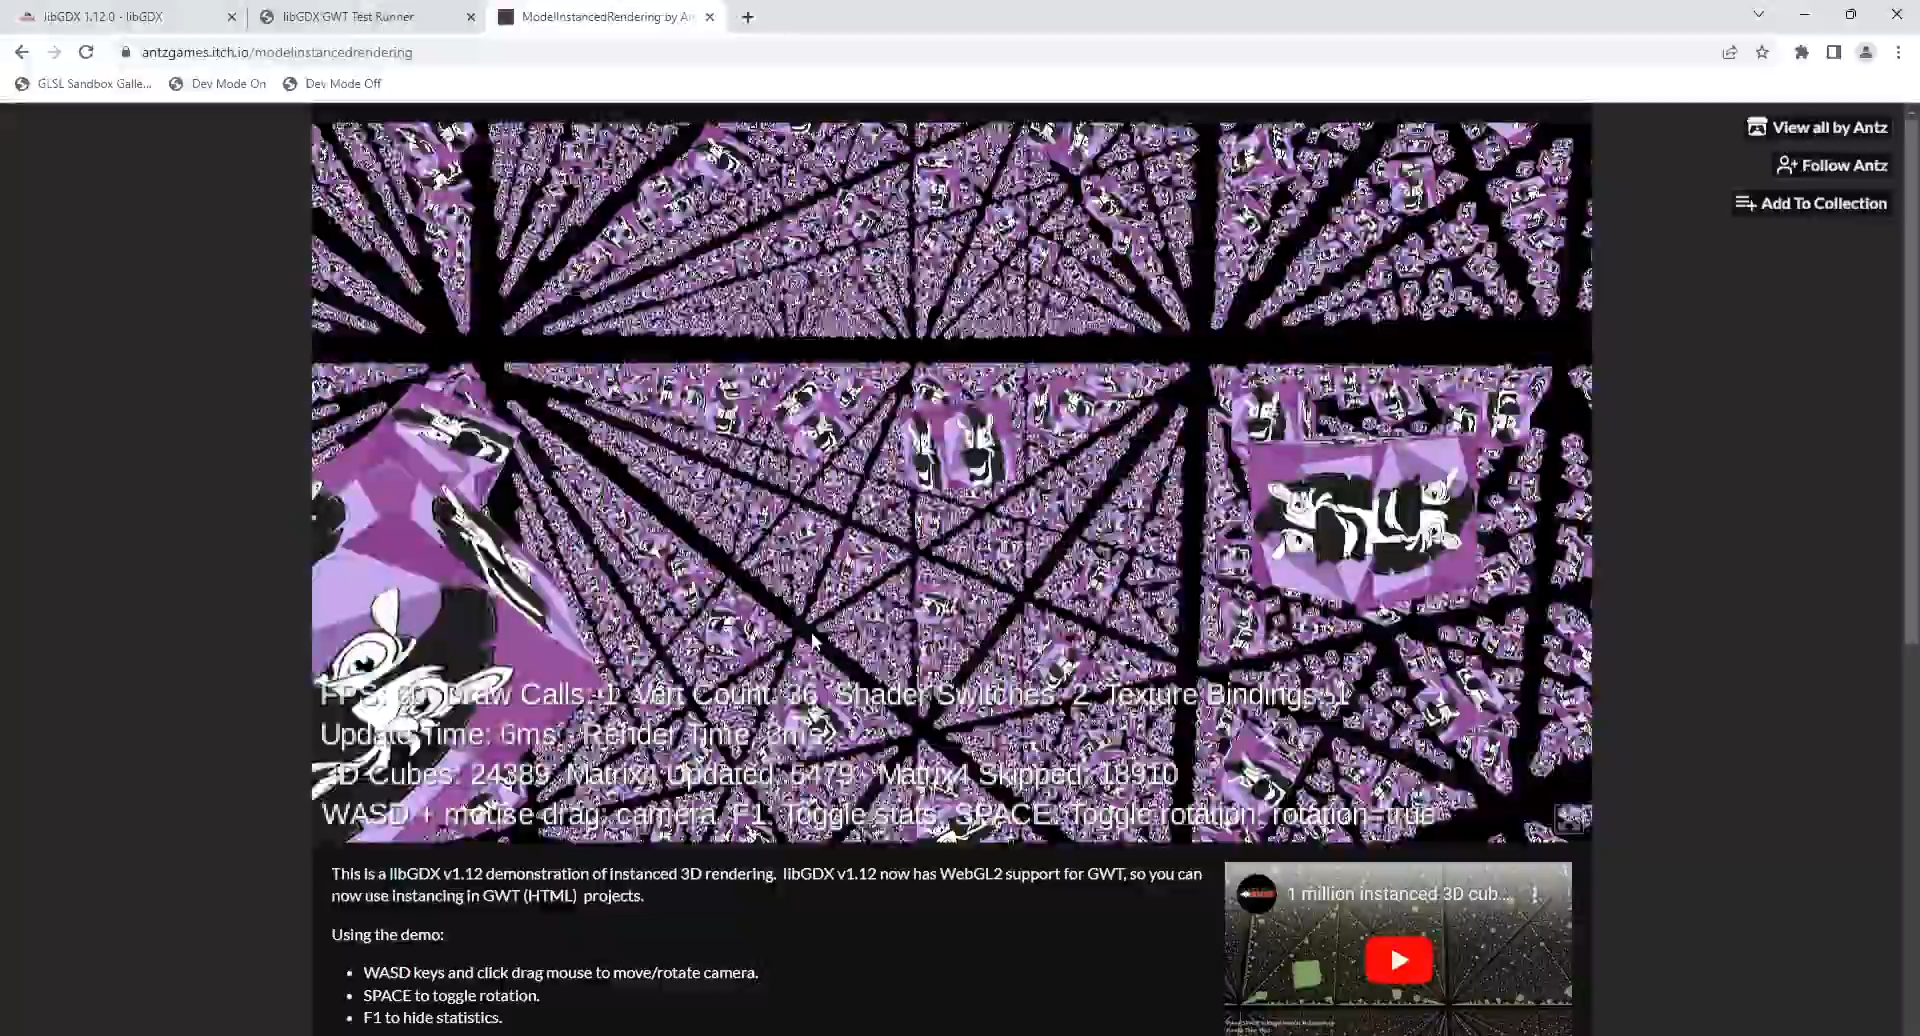 libGDX 1.12.0 - libGDX
libGDX GWT Test Runner
ModelInstancedRendering by An
antzgames.itch.io/modelinstancedrendering
GLSL Sandbox Galle...
Dev Mode On
Dev Mode Off
View all by Antz
Follow Antz
Add To Collection
FPS: 60 Draw Calls: 1 Vert Count: 36 Shader Switches: 2 Texture Bindings: 1
Update Time: 6ms Render Time:
3D Cubes: 24389 Matrix4 Updated: 5479 Matrix4 Skipped: 18910
WASD + mouse drag: camera F1: Toggle stats SPACE: Toggle rotation: rotation=true
This is a libGDX v1.12 demonstration of instanced 3D rendering. libGDX v1.12 now has WebGL2 support for GWT, so you can
now use instancing in GWT (HTML) projects.
1 million instanced 3D cub...
Using the demo:
• WASD keys and click drag mouse to move/rotate camera.
• SPACE to toggle rotation.
• F1 to hide statistics.